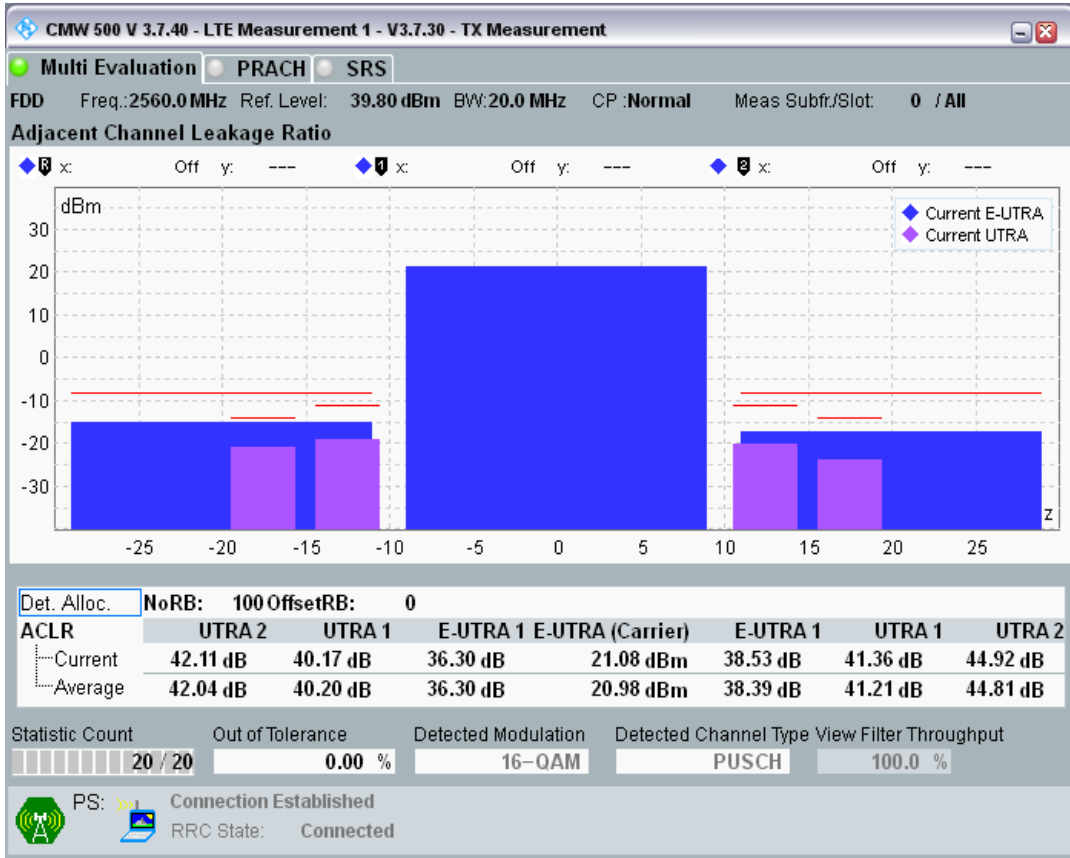 CMW 500 V 3.7.40 - LTE Measurement 1 - V3.7.30 - TX Measurement
Multi Evaluation PRACH SRS
FDD Freq.:2560.0 MHz Ref. Level: 39.80 dBm BW:20.0 MHz CP :Normal Meas Subfr./Slot: 0 / All
Adjacent Channel Leakage Ratio
R x: Off y: --- 1 x: Off y: --- 2 x: Off y: ---
dBm
Current E-UTRA
Current UTRA
30
20
10
0
-10
-20
-30
z
-25 -20 -15 -10 -5 0 5 10 15 20 25
Det. Alloc. NoRB: 100 OffsetRB: 0
ACLR UTRA 2 UTRA 1 E-UTRA 1 E-UTRA (Carrier) E-UTRA 1 UTRA 1 UTRA 2
Current 42.11 dB 40.17 dB 36.30 dB 21.08 dBm 38.53 dB 41.36 dB 44.92 dB
Average 42.04 dB 40.20 dB 36.30 dB 20.98 dBm 38.39 dB 41.21 dB 44.81 dB
Statistic Count Out of Tolerance Detected Modulation Detected Channel Type View Filter Throughput
20 / 20 0.00 % 16-QAM PUSCH 100.0 %
PS: Connection Established
RRC State: Connected